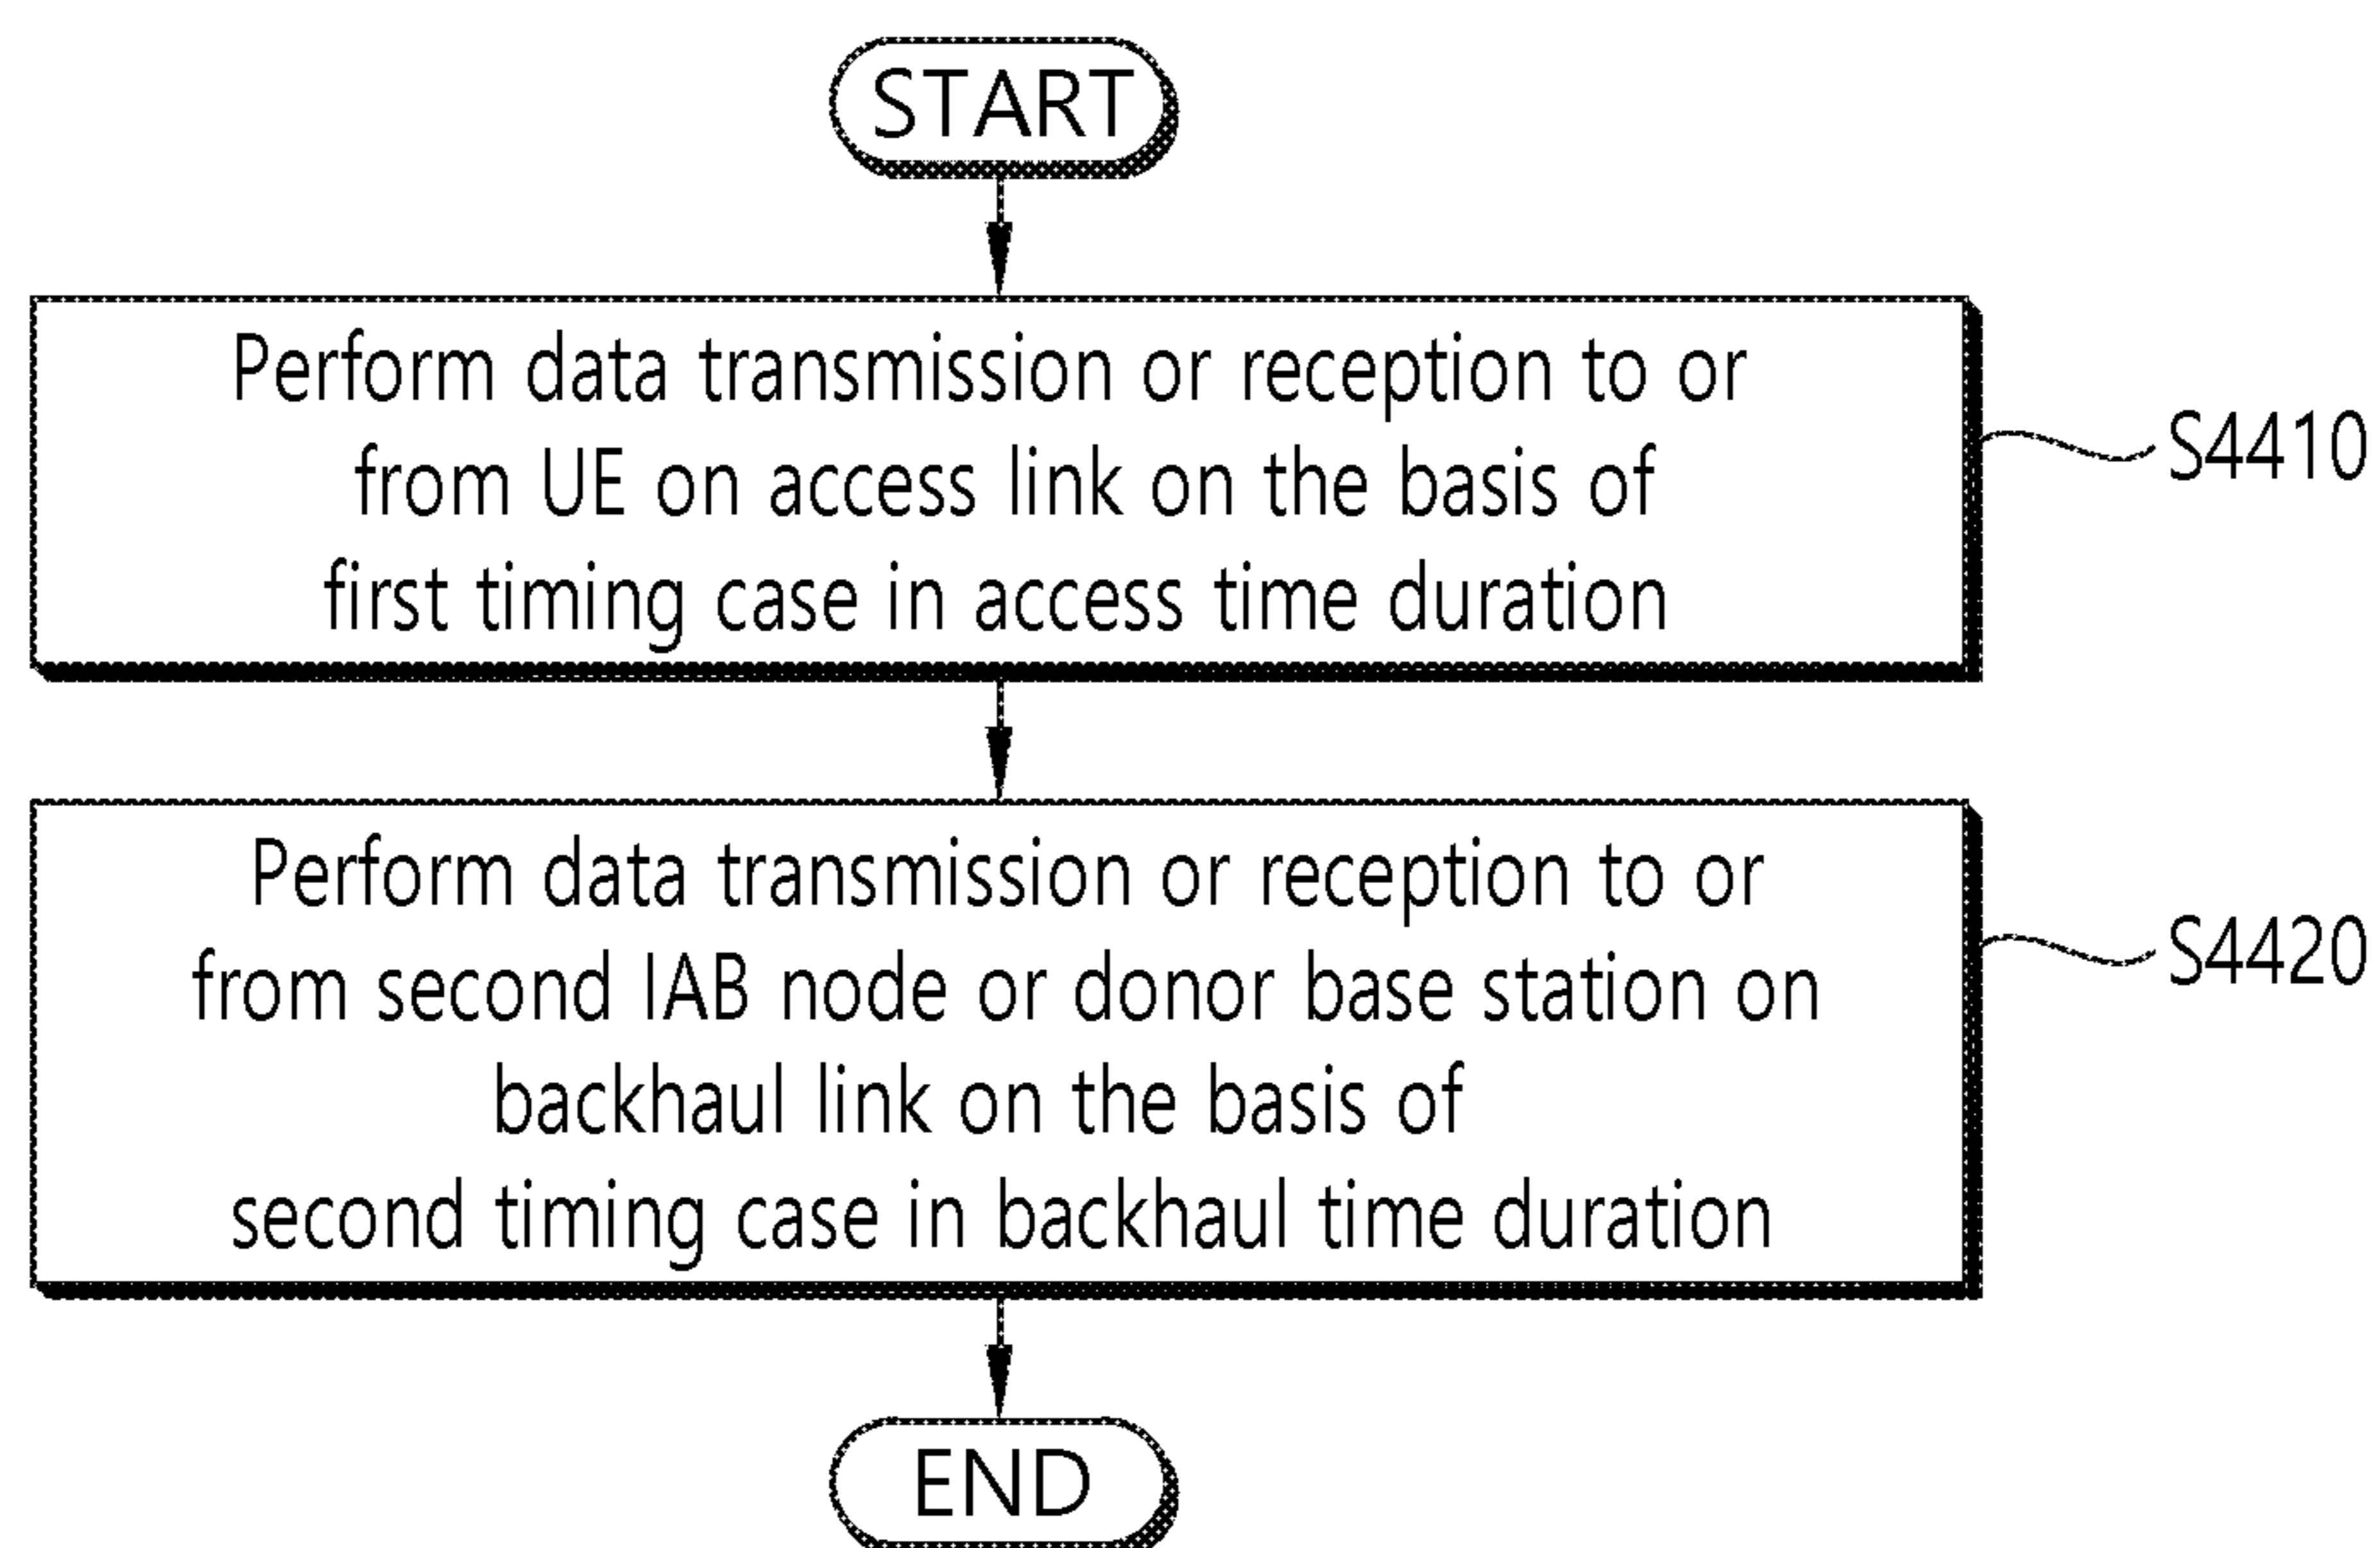 START
Perform data transmission or reception to or
from UE on access link on the basis of
first timing case in access time duration
S4410
Perform data transmission or reception to or
from second IAB node or donor base station on
backhaul link on the basis of
second timing case in backhaul time duration
S4420
END